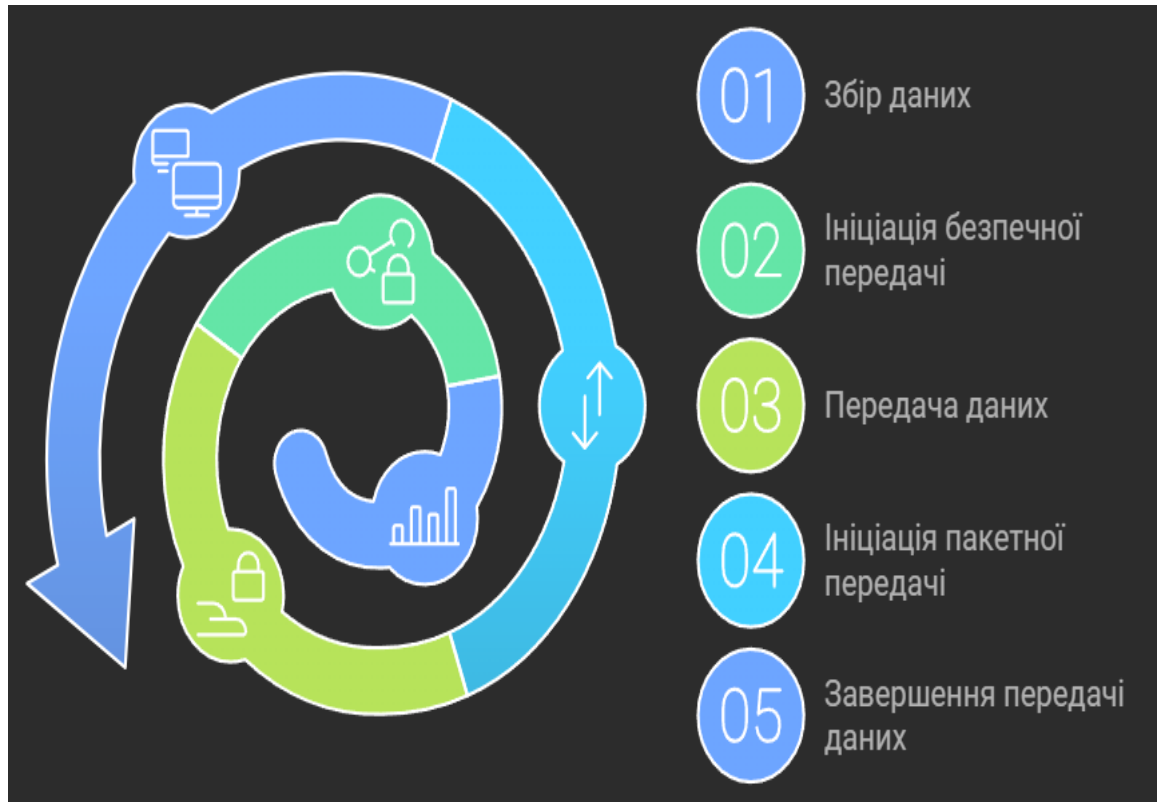 01
Збір даних
02
Ініціація безпечної
передачі
03
Передача даних
04
Ініціація пакетної
передачі
05
Завершення передачі
даних